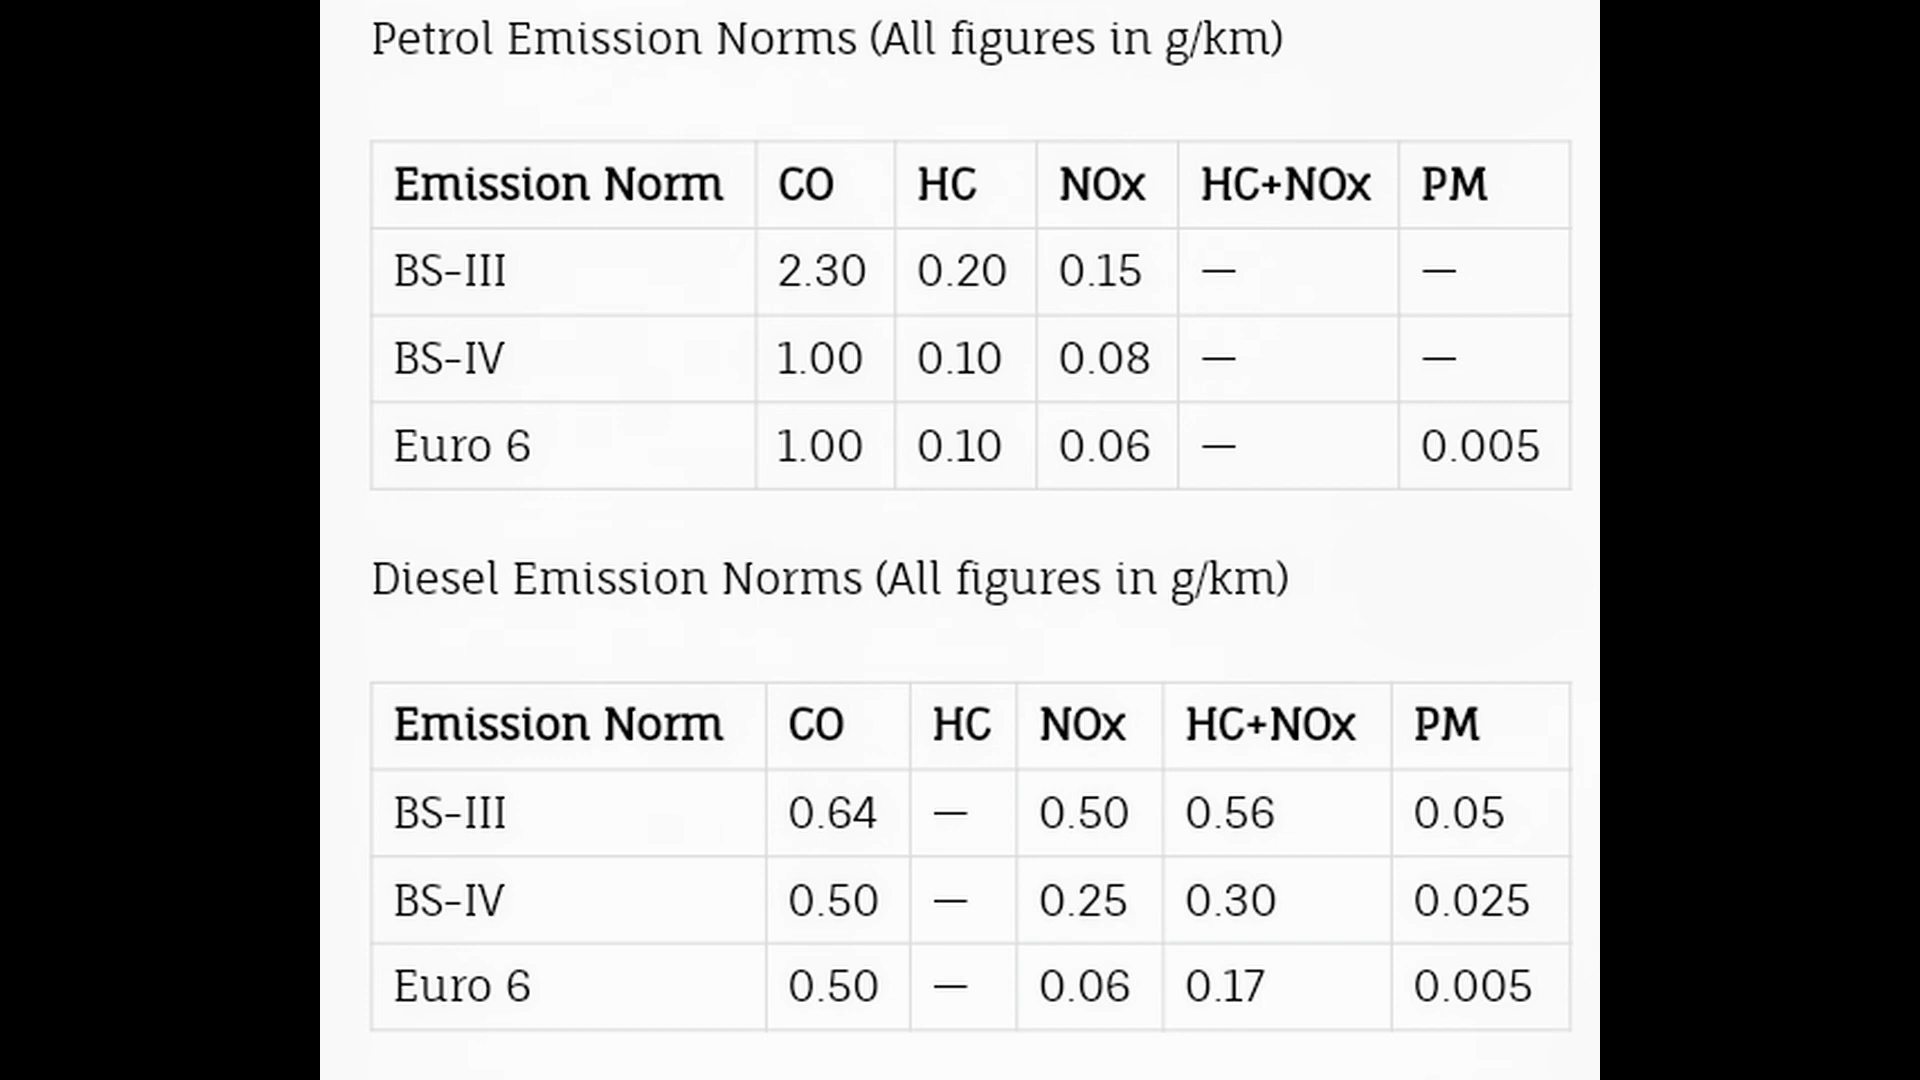 Petrol Emission Norms (All figures in g/km)
Emission Norm CO HC NOx HC+NOx PM
BS-III 2.30 0.20 0.15 — —
BS-IV 1.00 0.10 0.08 — —
Euro 6 1.00 0.10 0.06 — 0.005
Diesel Emission Norms (All figures in g/km)
Emission Norm CO HC NOx HC+NOx PM
BS-III 0.64 — 0.50 0.56 0.05
BS-IV 0.50 — 0.25 0.30 0.025
Euro 6 0.50 — 0.06 0.17 0.005